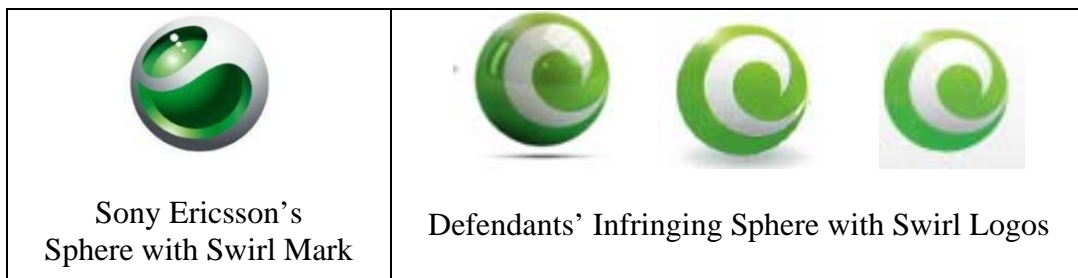 Sony Ericsson’s
Sphere with Swirl Mark
Defendants’ Infringing Sphere with Swirl Logos